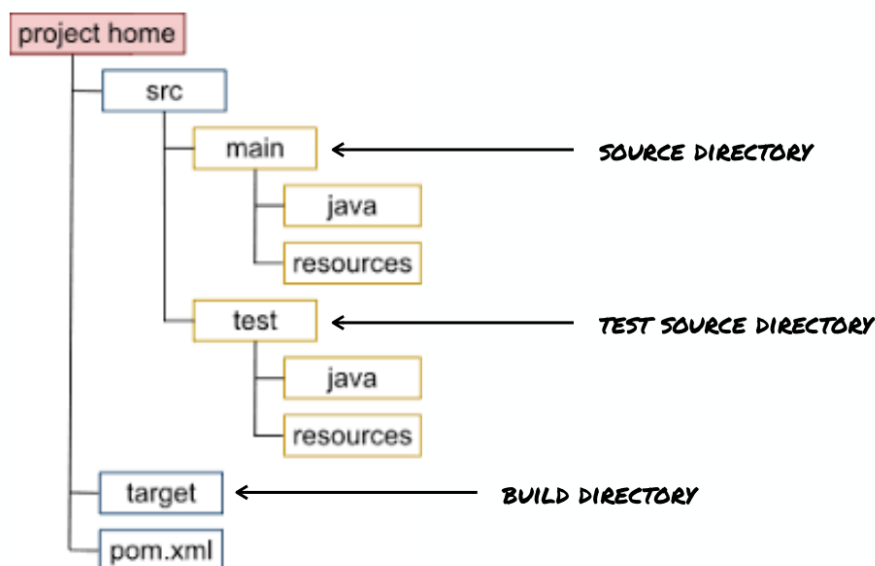 project home
src
main
SOURCE DIRECTORY
java
resources
test
TEST SOURCE DIRECTORY
java
resources
target
BUILD DIRECTORY
pom.xml